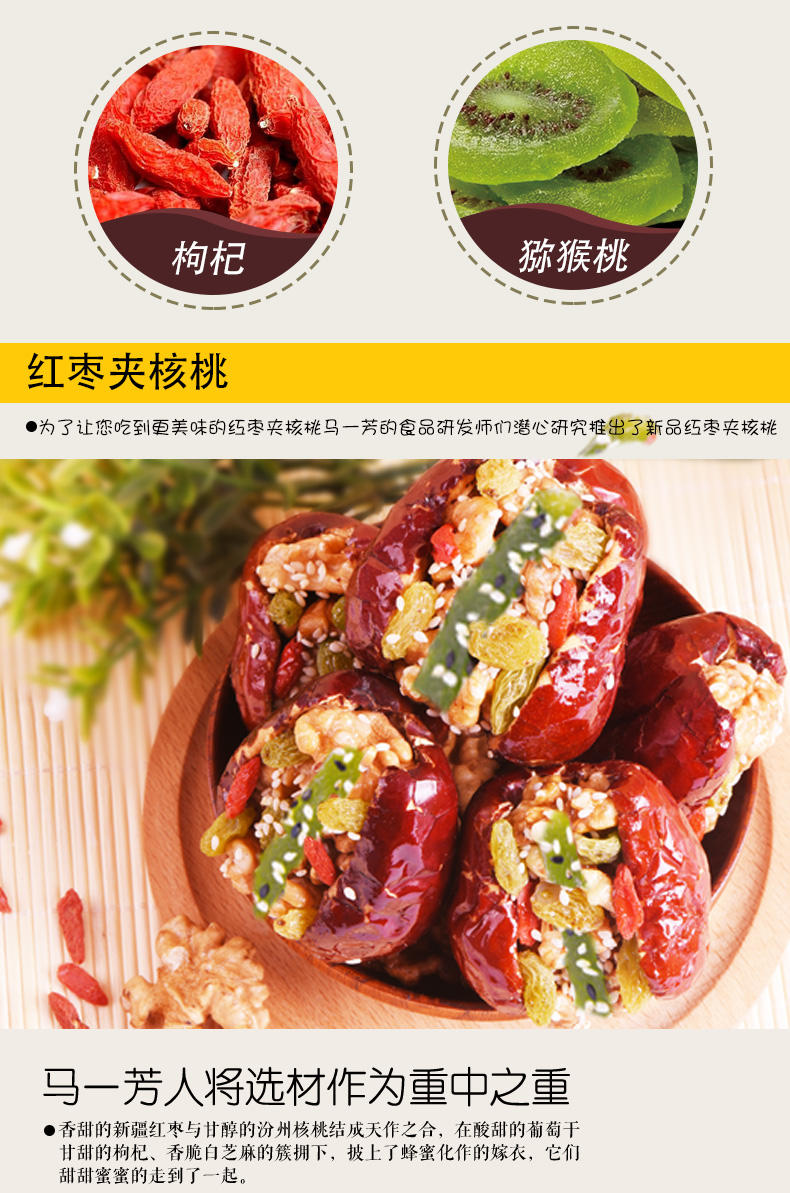 枸杞
猕猴桃
红枣夹核桃
●为了让您吃到更美味的红枣夹核桃马一芳的食品研发师们潜心研究推出了新品红枣夹核桃
马一芳人将选材作为重中之重
●香甜的新疆红枣与甘醇的汾州核桃结成天作之合，在酸甜的葡萄干
甘甜的枸杞、香脆白芝麻的簇拥下，披上了蜂蜜化作的嫁衣，它们
甜甜蜜蜜的走到了一起。